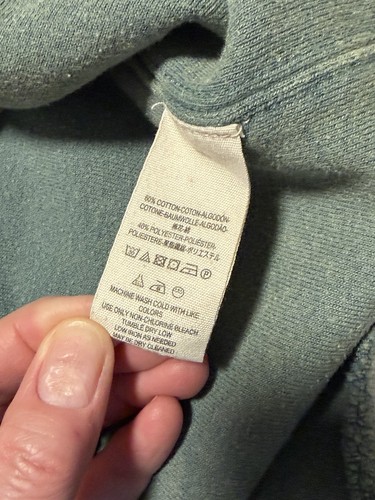 60% COTTON-COTON-ALGODÓN-
COTONE-BAUMWOLLE-ALGODÃO-
棉花-綿
40% POLYESTER-POLIÉSTER-
POLIESTERE-聚酯纖維-ポリエステル
MACHINE WASH COLD WITH LIKE
COLORS
USE ONLY NON-CHLORINE BLEACH
TUMBLE DRY LOW
LOW IRON AS NEEDED
MAY BE DRY CLEANED